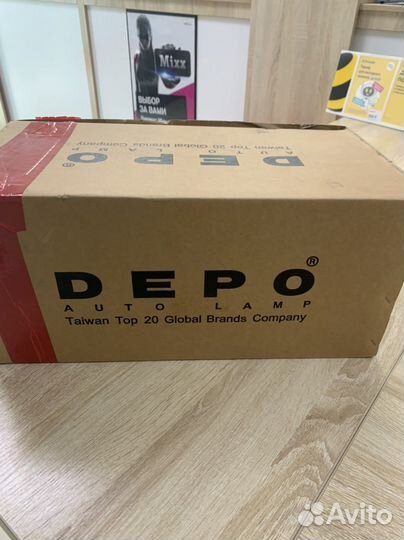 Mixx
ВЫБОР
ЗА ВАМИ
DEPO®
AUTO LAMP
Taiwan Top 20 Global Brands Company
DEPO®
AUTO LAMP
Taiwan Top 20 Global Brands Company
Avito